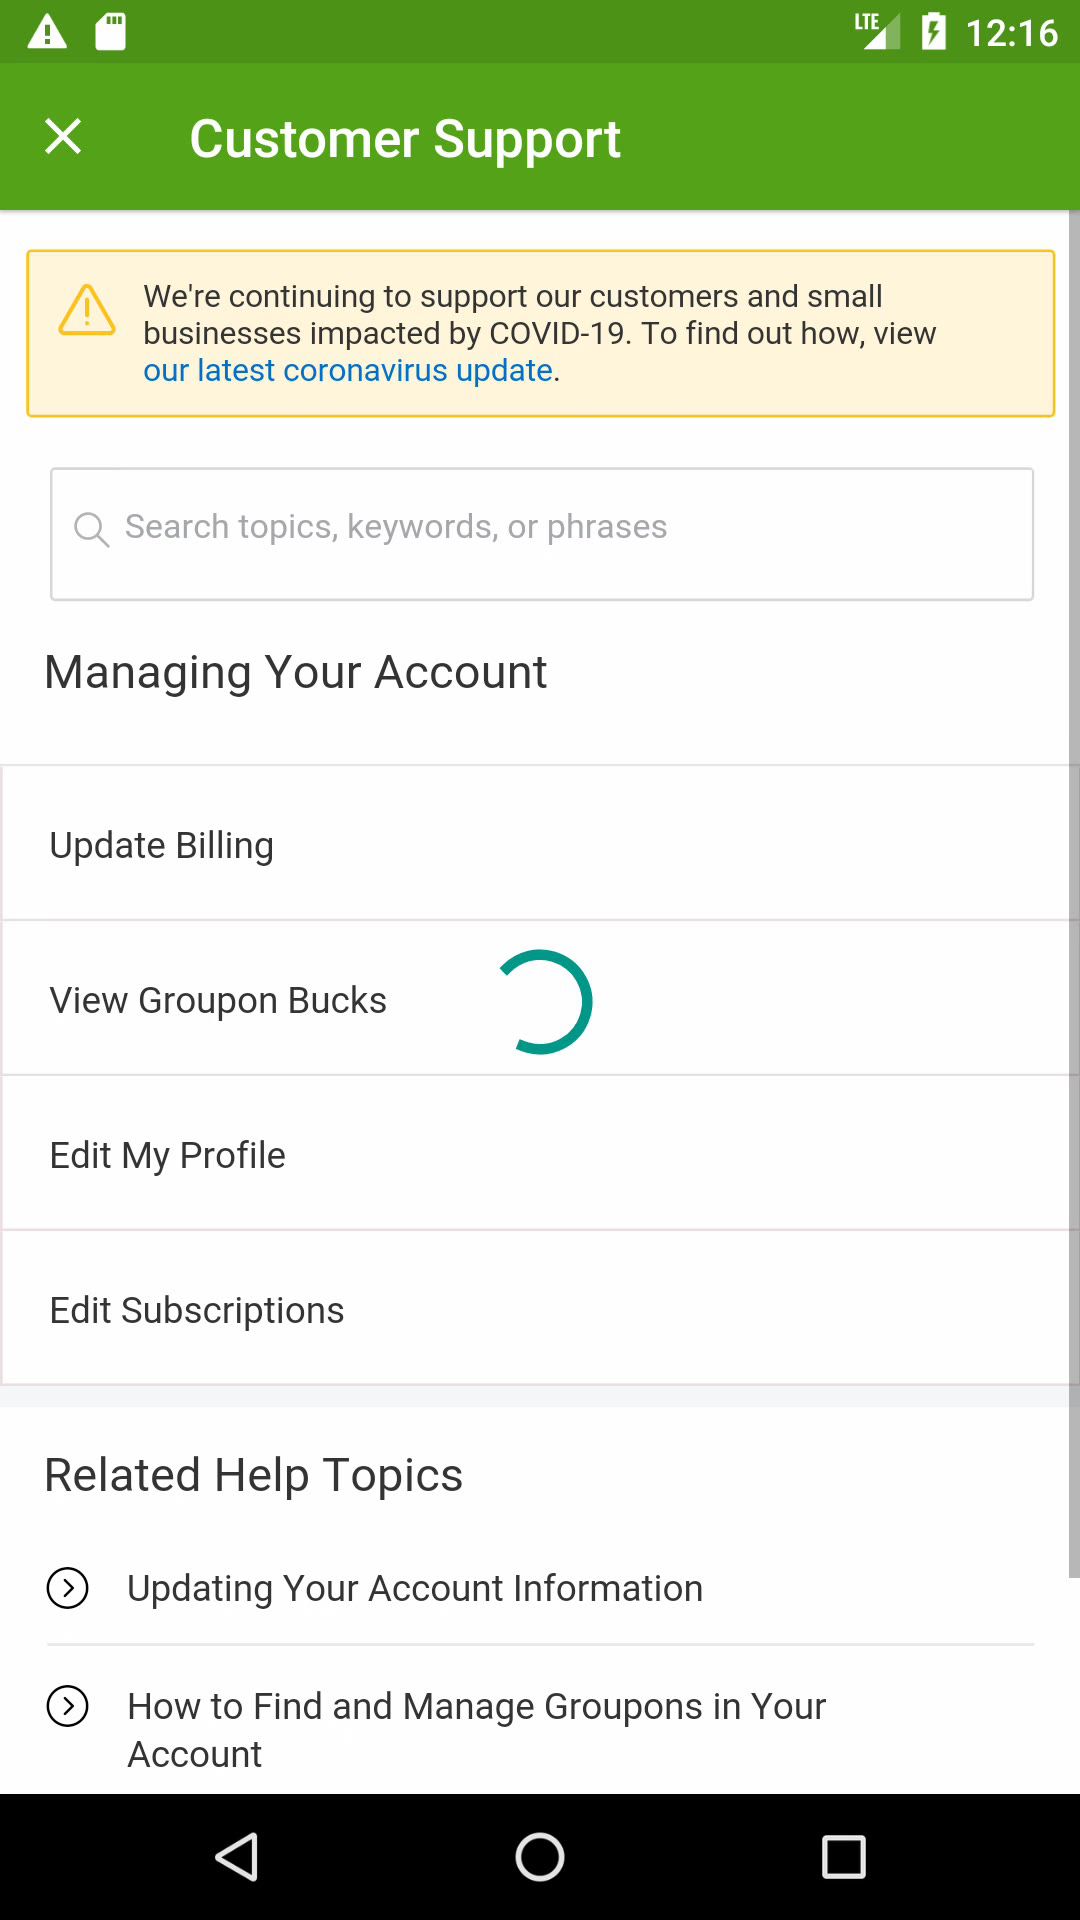 LTE 12:16
Customer Support
We're continuing to support our customers and small
businesses impacted by COVID-19. To find out how, view
our latest coronavirus update.
Search topics, keywords, or phrases
Managing Your Account
Update Billing
View Groupon Bucks
Edit My Profile
Edit Subscriptions
Related Help Topics
Updating Your Account Information
How to Find and Manage Groupons in Your
Account